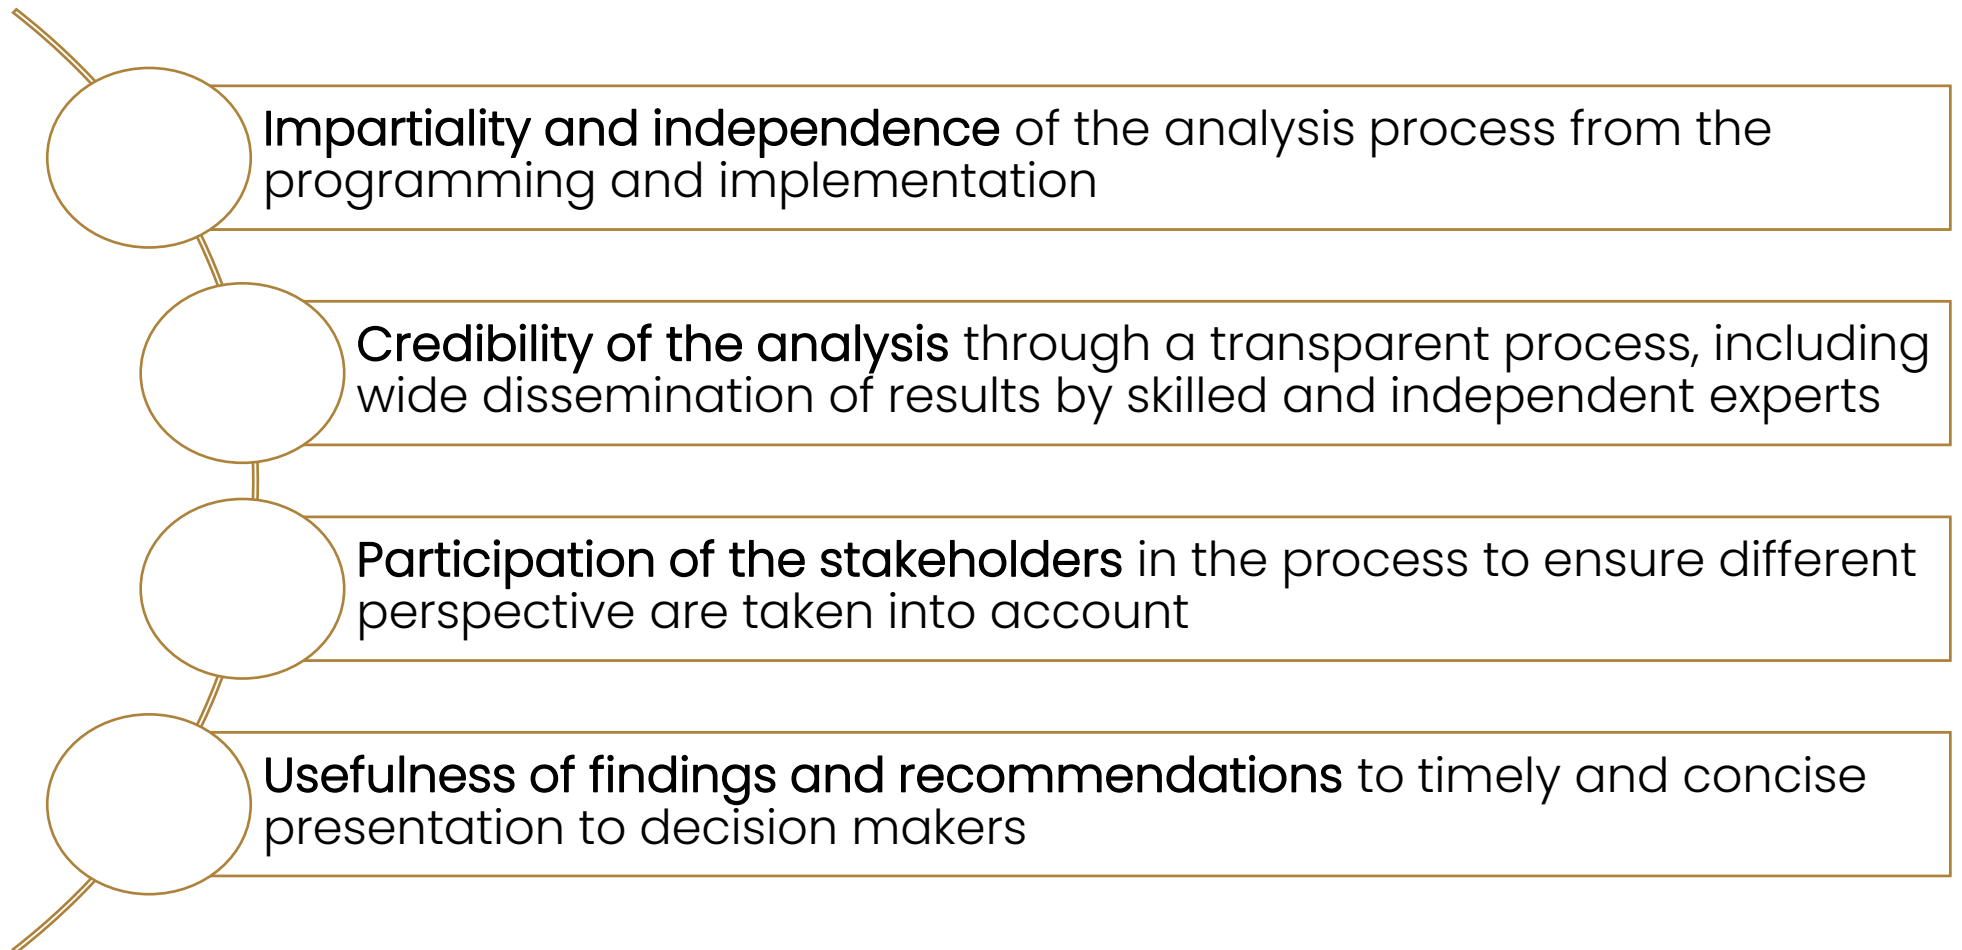 Impartiality and independence of the analysis process from the
programming and implementation
Credibility of the analysis through a transparent process, including
wide dissemination of results by skilled and independent experts
Participation of the stakeholders in the process to ensure different
perspective are taken into account
Usefulness of findings and recommendations to timely and concise
presentation to decision makers